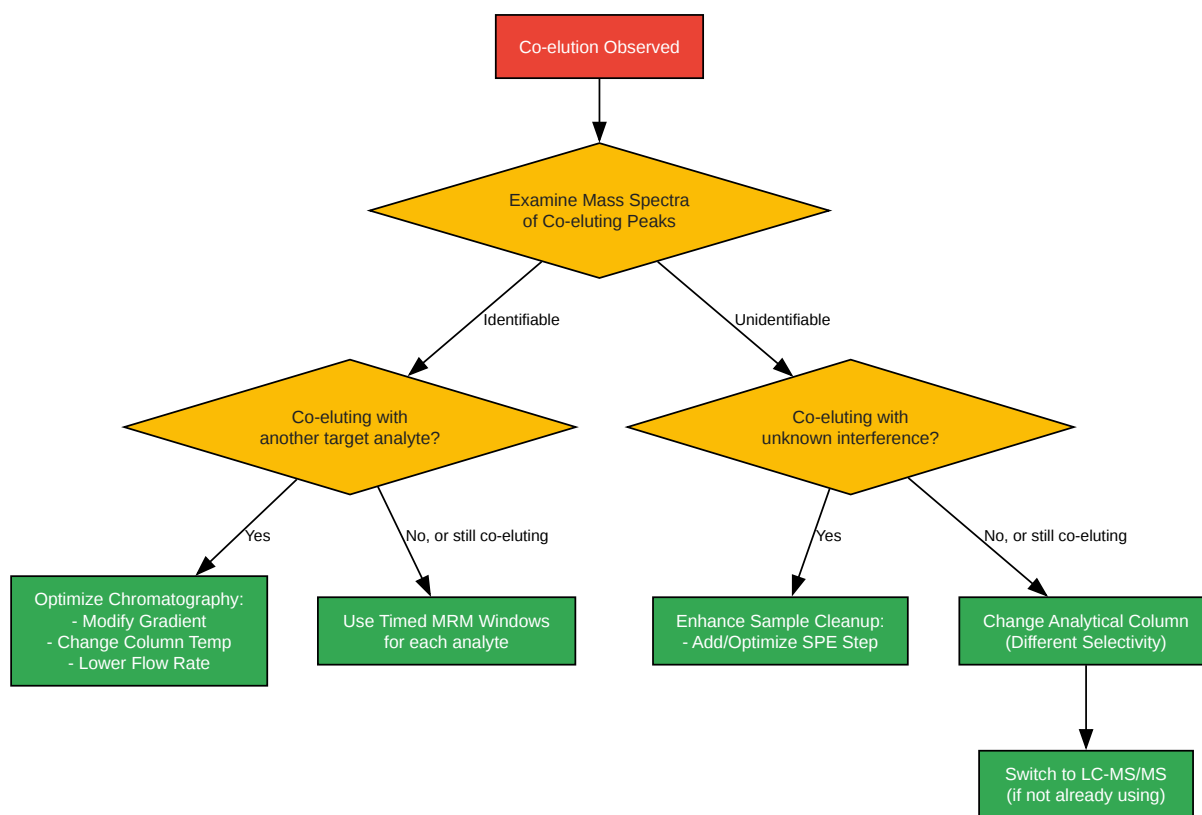 Co-elution Observed
Examine Mass Spectra
of Co-eluting Peaks
Identifiable
Unidentifiable
Co-eluting with
another target analyte?
Co-eluting with
unknown interference?
Yes
No, or still co-eluting
Yes
No, or still co-eluting
Optimize Chromatography:
- Modify Gradient
- Change Column Temp
- Lower Flow Rate
Use Timed MRM Windows
for each analyte
Enhance Sample Cleanup:
- Add/Optimize SPE Step
Change Analytical Column
(Different Selectivity)
Switch to LC-MS/MS
(if not already using)